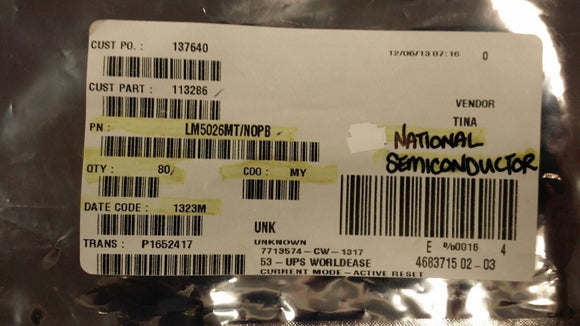 CUST PO. : 137640
12/06/13 07:16 0
CUST PART : 113286
VENDOR
TINA
PN : LM5026MT/NOPB
NATIONAL
SEMICONDUCTOR
QTY : 80
COO : MY
DATE CODE : 1323M
UNK
TRANS : P1652417
UNKNOWN
7713574-CW-1317
53 - UPS WORLDEASE
CURRENT MODE-ACTIVE RESET
E %0016 4
4683715 02-03